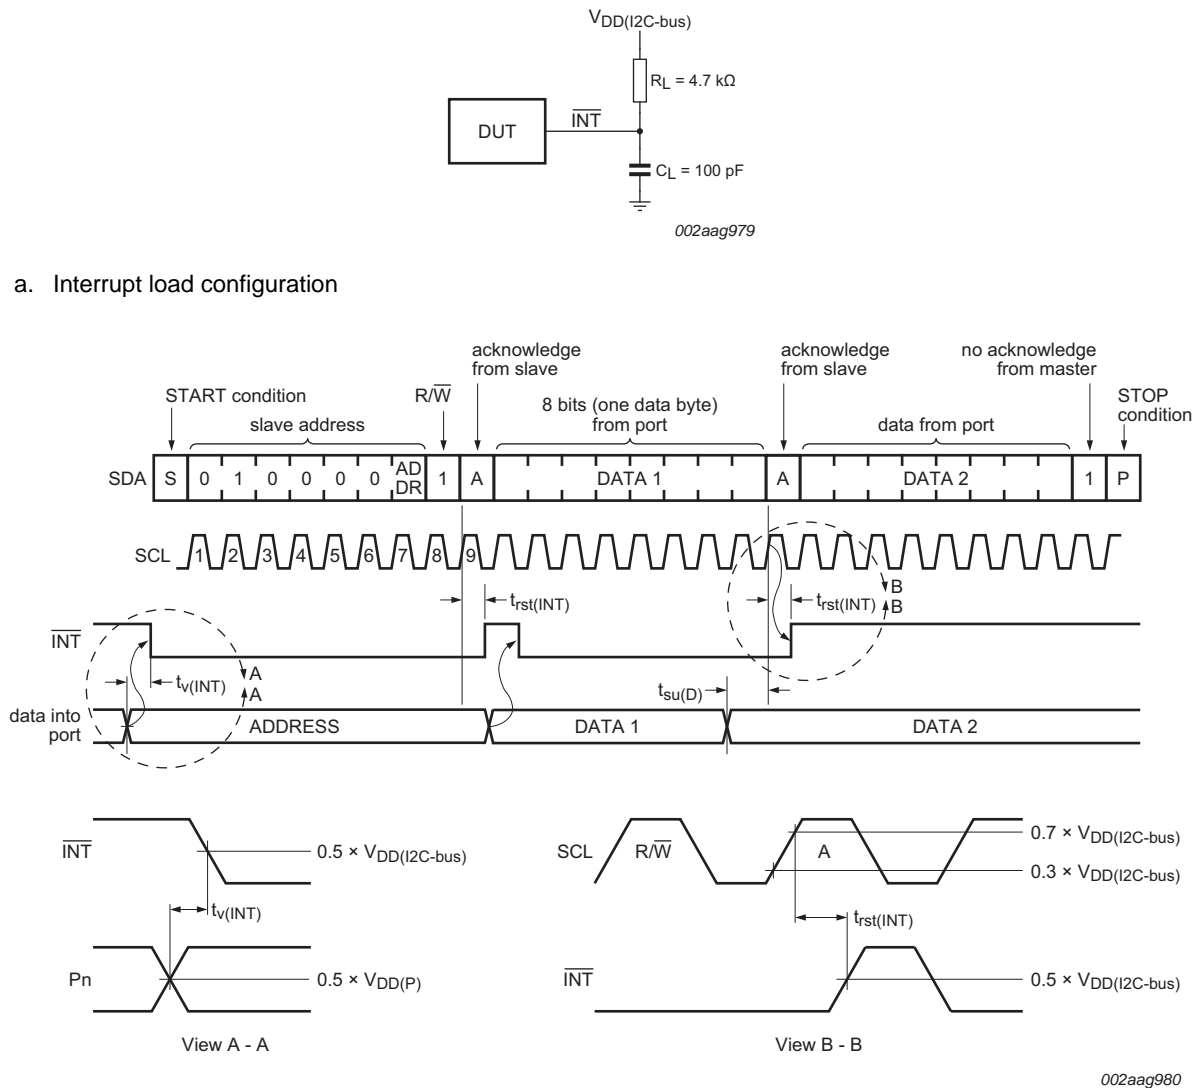 VDD(I2C-bus)
RL = 4.7 kΩ
DUT
INT
CL = 100 pF
002aag979
a. Interrupt load configuration
acknowledge
from slave
acknowledge
from slave
no acknowledge
from master
START condition
R/W
8 bits (one data byte)
from port
STOP
condition
slave address
data from port
SDA S 0 1 0 0 0 0 AD
DR 1 A DATA 1 A DATA 2 1 P
SCL 1 2 3 4 5 6 7 8 9
trst(INT)
trst(INT)
B
B
INT
tv(INT)
A
A
tsu(D)
data into
port
ADDRESS DATA 1 DATA 2
INT
0.5 × VDD(I2C-bus)
tv(INT)
Pn
0.5 × VDD(P)
View A - A
SCL R/W A
0.7 × VDD(I2C-bus)
0.3 × VDD(I2C-bus)
trst(INT)
INT
0.5 × VDD(I2C-bus)
View B - B
002aag980